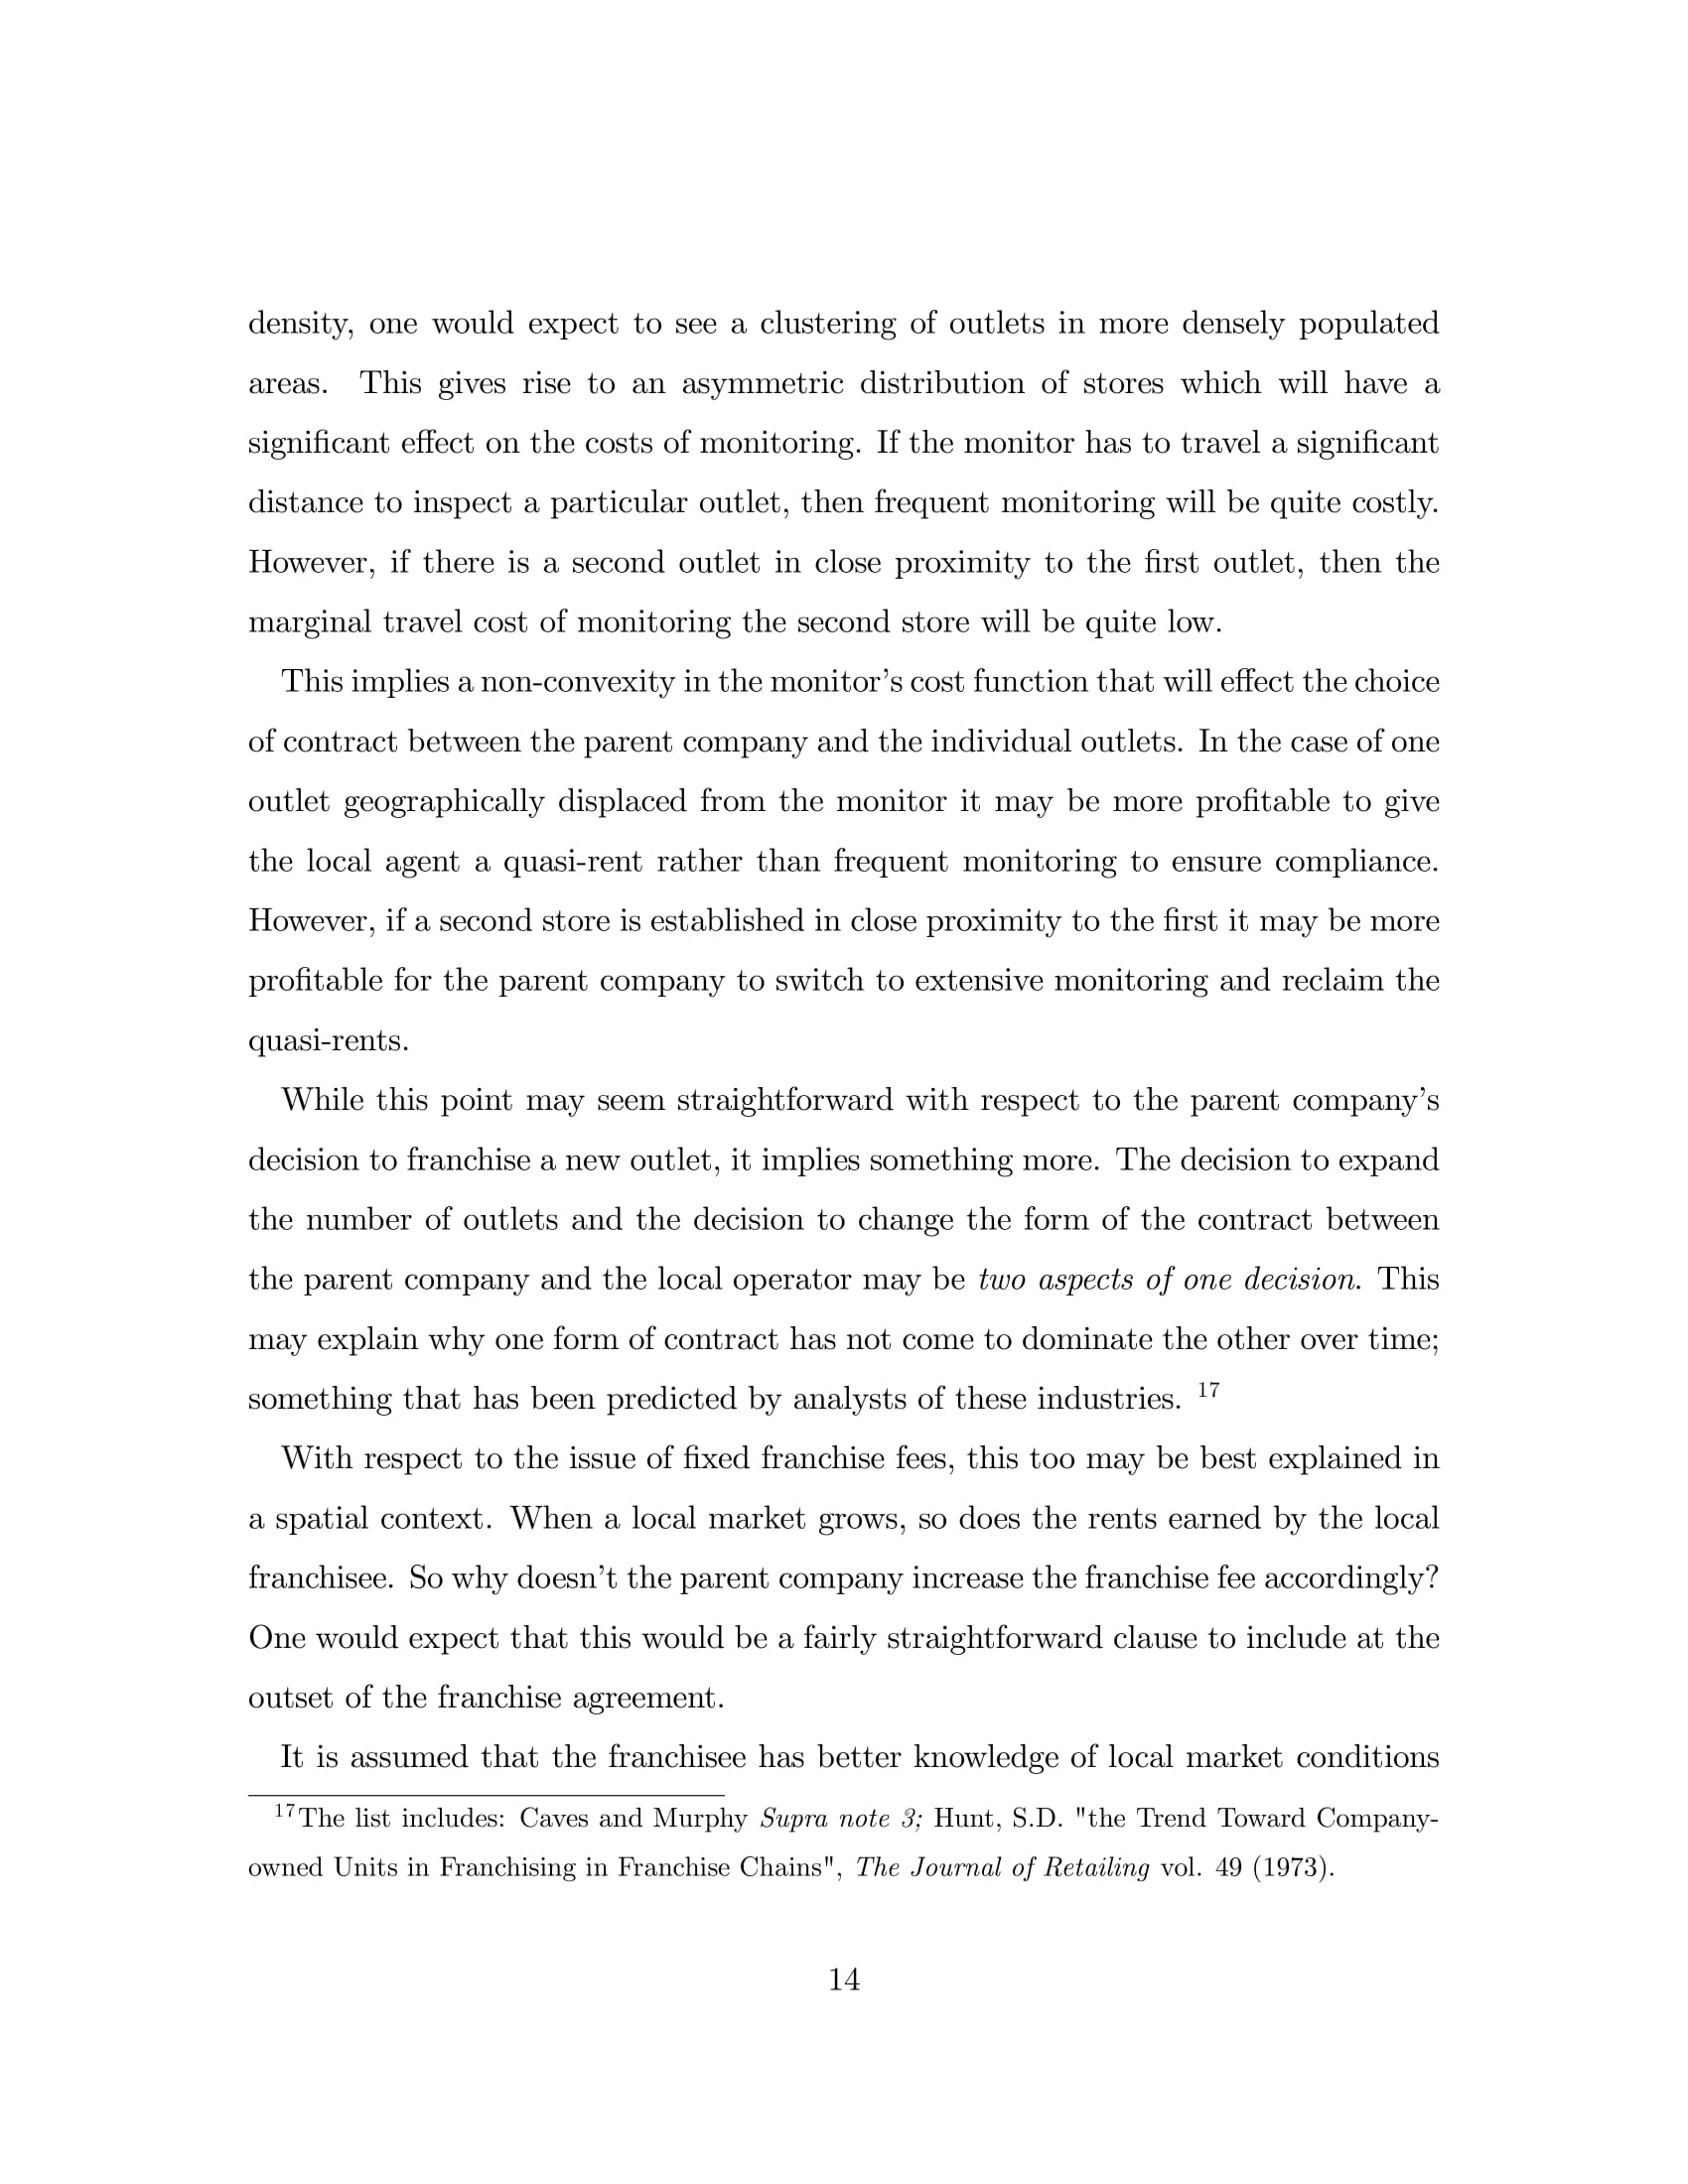 density, one would expect to see a clustering of outlets in more densely populated
areas. This gives rise to an asymmetric distribution of stores which will have a
significant effect on the costs of monitoring. If the monitor has to travel a significant
distance to inspect a particular outlet, then frequent monitoring will be quite costly.
However, if there is a second outlet in close proximity to the first outlet, then the
marginal travel cost of monitoring the second store will be quite low.
This implies a non-convexity in the monitor's cost function that will effect the choice
of contract between the parent company and the individual outlets. In the case of one
outlet geographically displaced from the monitor it may be more profitable to give
the local agent a quasi-rent rather than frequent monitoring to ensure compliance.
However, if a second store is established in close proximity to the first it may be more
profitable for the parent company to switch to extensive monitoring and reclaim the
quasi-rents.
While this point may seem straightforward with respect to the parent company's
decision to franchise a new outlet, it implies something more. The decision to expand
the number of outlets and the decision to change the form of the contract between
the parent company and the local operator may be two aspects of one decision. This
may explain why one form of contract has not come to dominate the other over time;
something that has been predicted by analysts of these industries. 17
With respect to the issue of fixed franchise fees, this too may be best explained in
a spatial context. When a local market grows, so does the rents earned by the local
franchisee. So why doesn't the parent company increase the franchise fee accordingly?
One would expect that this would be a fairly straightforward clause to include at the
outset of the franchise agreement.
It is assumed that the franchisee has better knowledge of local market conditions
17The list includes: Caves and Murphy Supra note 3; Hunt, S.D. "the Trend Toward Company-
owned Units in Franchising in Franchise Chains", The Journal of Retailing vol. 49 (1973).
14